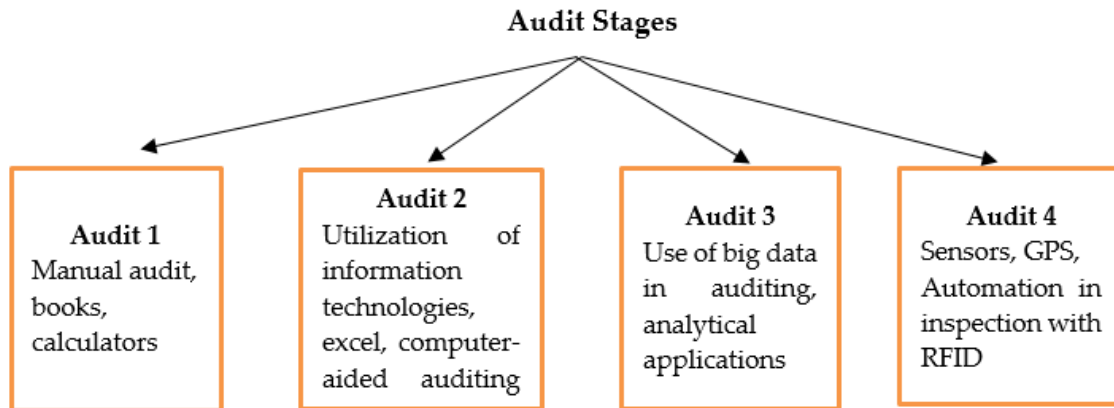 Audit Stages
Audit 1
Manual audit,
books,
calculators
Audit 2
Utilization of
information
technologies,
excel, computer-
aided auditing
Audit 3
Use of big data
in auditing,
analytical
applications
Audit 4
Sensors, GPS,
Automation in
inspection with
RFID